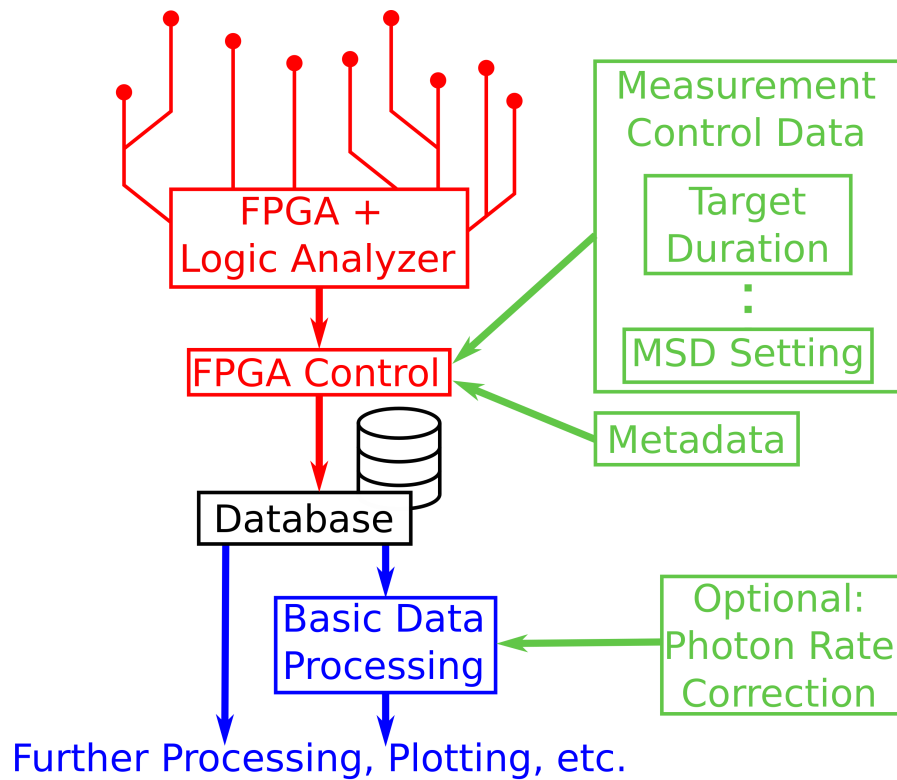 FPGA +
Logic Analyzer
Measurement
Control Data
Target
Duration
:
MSD Setting
FPGA Control
Metadata
Database
Basic Data
Processing
Optional:
Photon Rate
Correction
Further Processing, Plotting, etc.